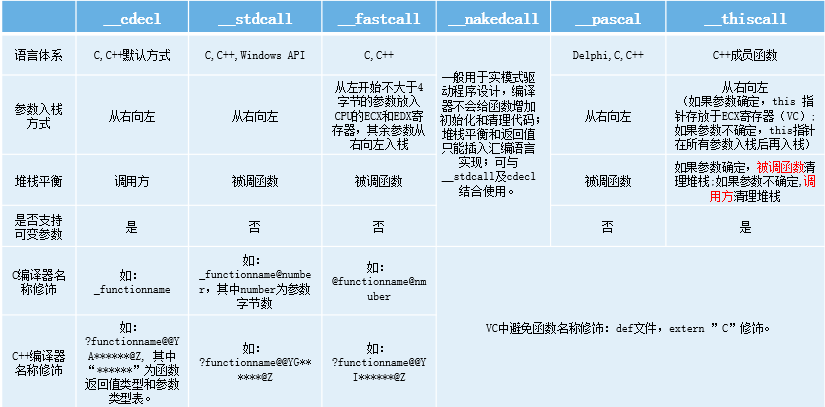 __cdecl
__stdcall
__fastcall
__nakedcall
__pascal
__thiscall
语言体系
C,C++默认方式
C,C++,Windows API
C,C++
一般用于实模式驱
动程序设计，编译
器不会给函数增加
初始化和清理代码；
堆栈平衡和返回值
只能插入汇编语言
实现；可与
__stdcall及cdecl
结合使用。
Delphi,C,C++
C++成员函数
参数入栈
方式
从右向左
从右向左
从左开始不大于4
字节的参数放入
CPU的ECX和EDX寄
存器，其余参数从
右向左入栈
从右向左
从右向左
（如果参数确定，this 指
针存放于ECX寄存器（VC）；
如果参数不确定，this指针
在所有参数入栈后再入栈）
堆栈平衡
调用方
被调函数
被调函数
被调函数
如果参数确定，被调函数清
理堆栈;如果参数不确定,调
用方清理堆栈
是否支持
可变参数
是
否
否
否
是
C编译器名
称修饰
如：
_functionname
如：
_functionname@numbe
r，其中number为参数
字节数
如：
@functionname@nm
uber
VC中避免函数名称修饰：def文件，extern ”C”修饰。
C++编译器
名称修饰
如：
?functionname@@Y
A******@Z, 其中
“******”为函数
返回值类型和参数
类型表。
如：
?functionname@@YG**
****@Z
如：
?functionname@@Y
I******@Z